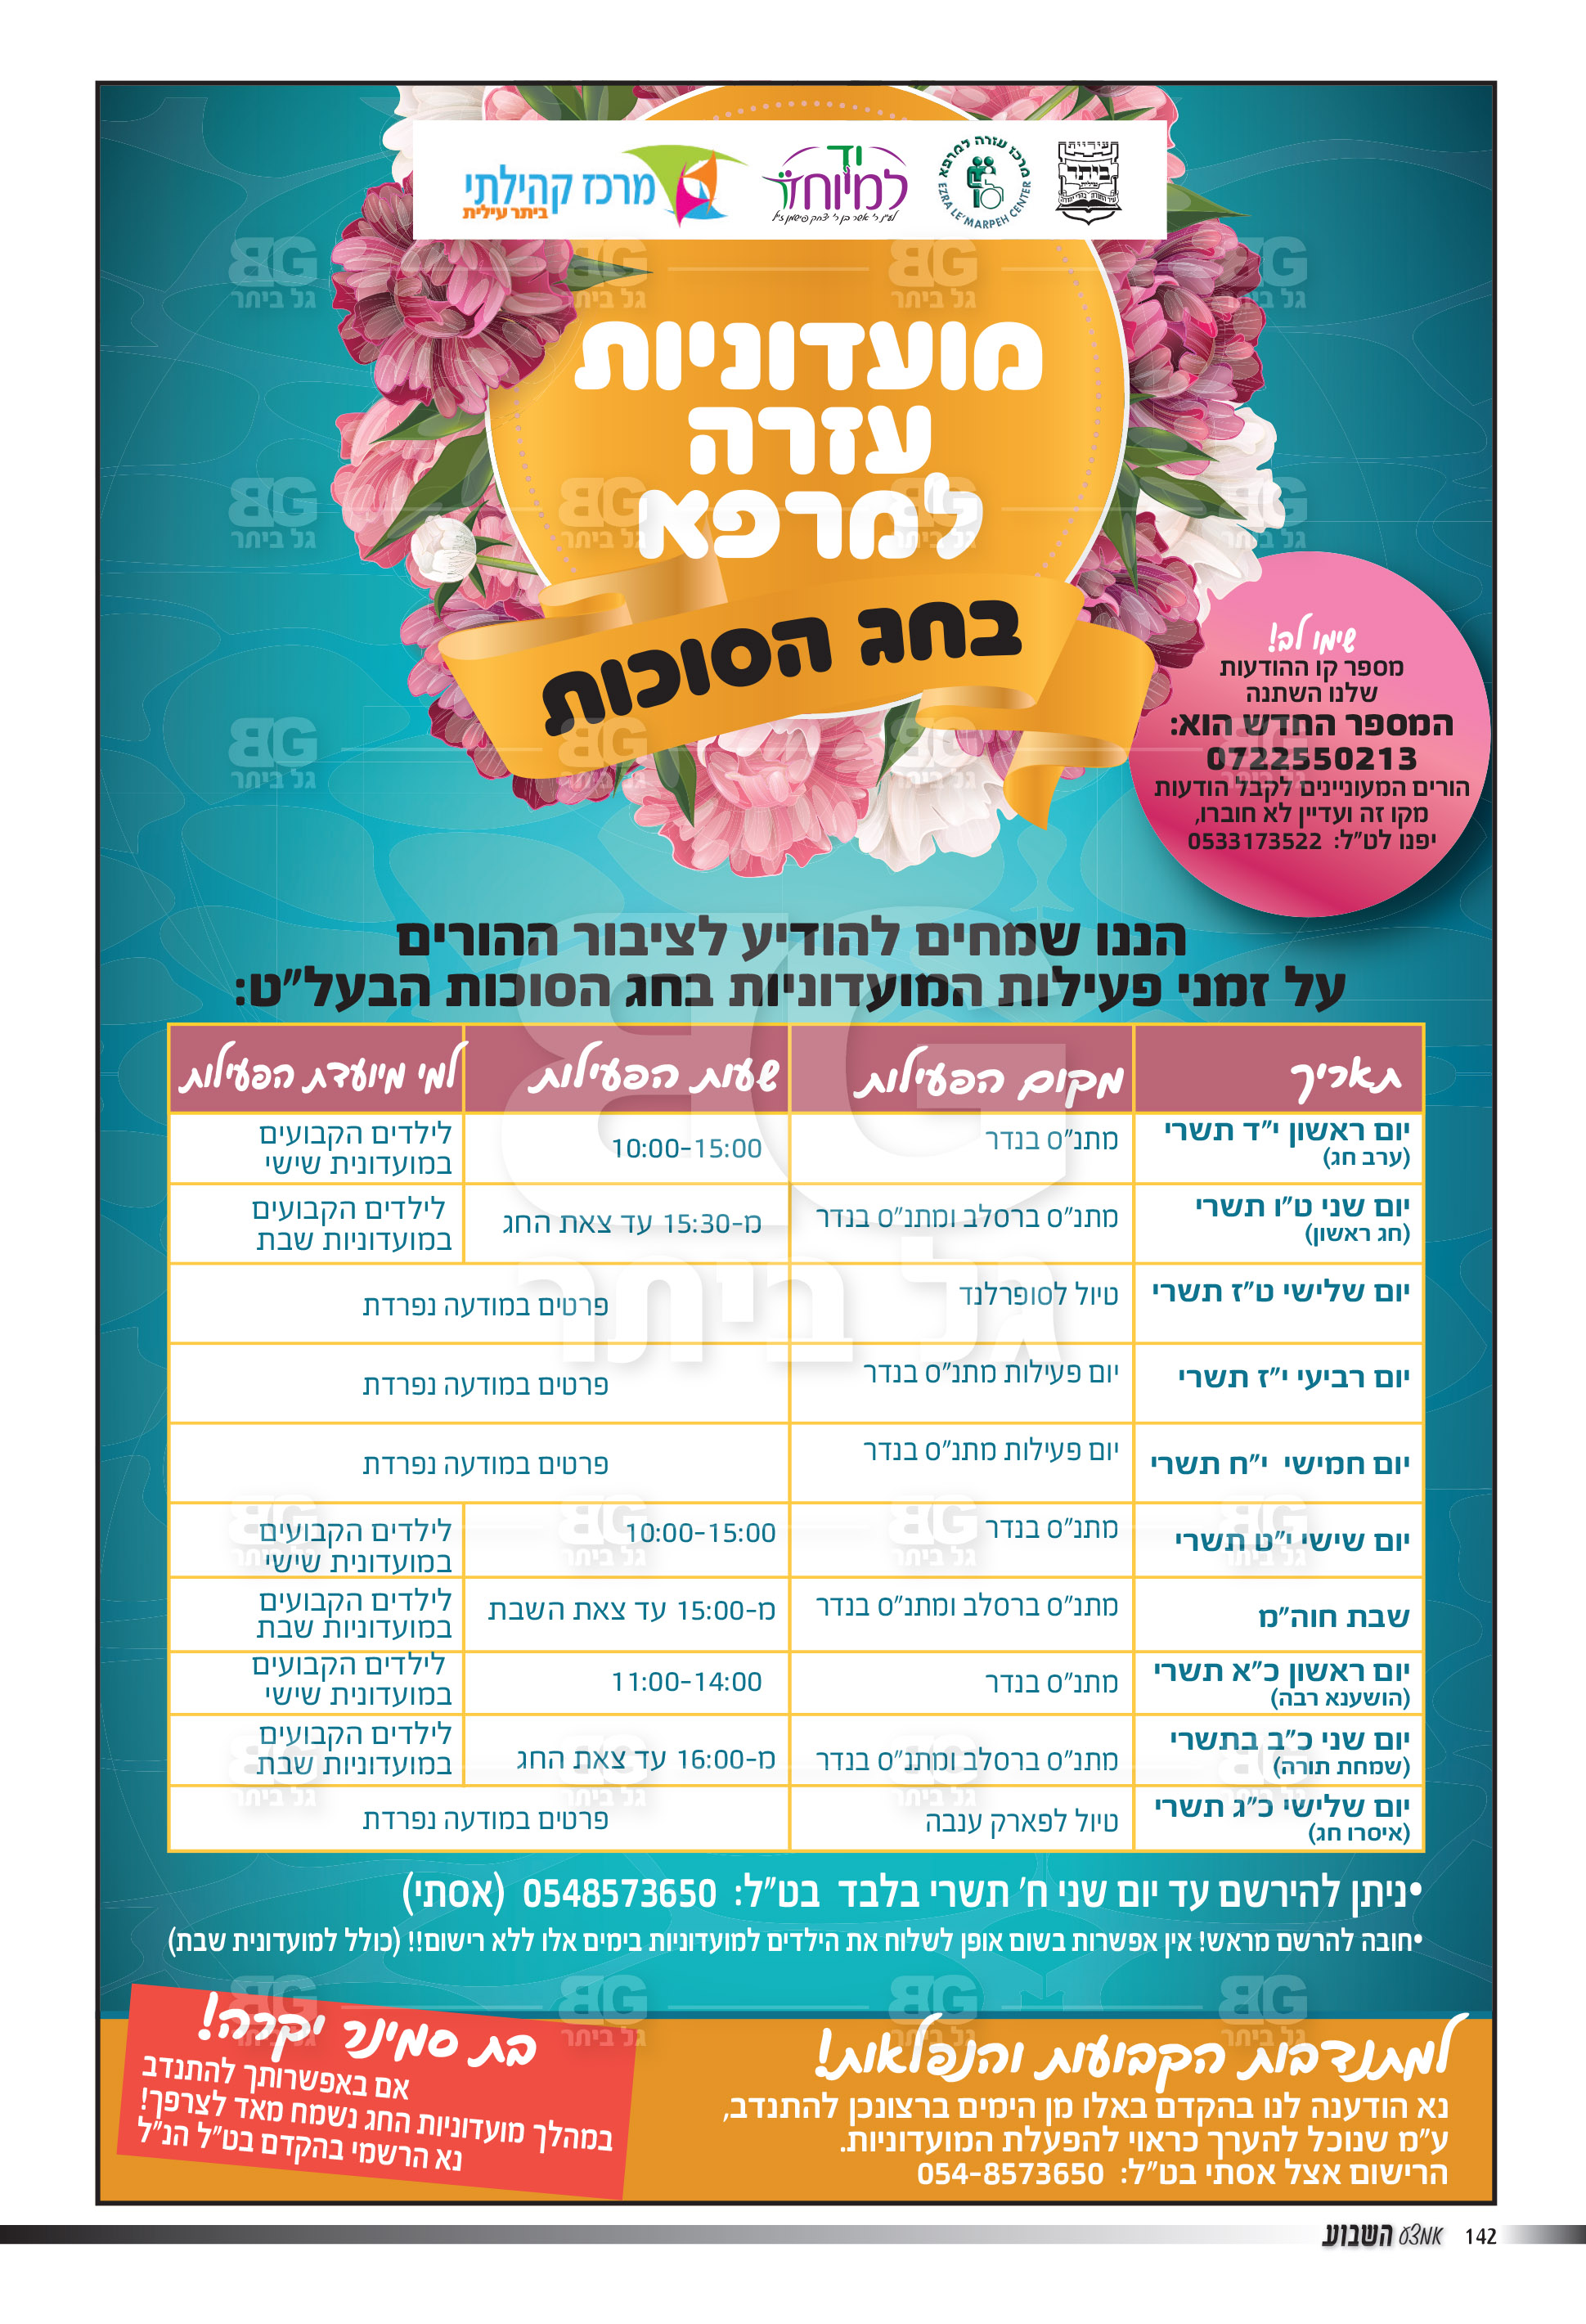 עיריית
ביתר
עילית
מרכז עזרה למרפא
EZRA LE'MARPEH CENTER
יד
למיוחד
לע"נ ר' אשר בן ר' יצחק פישמן ז"ל
מרכז קהילתי
ביתר עילית
מועדוניות
עזרה
למרפא
בחג הסוכות
שימו לב!
מספר קו ההודעות
שלנו השתנה
המספר החדש הוא:
0722550213
הורים המעוניינים לקבל הודעות
מקו זה ועדיין לא חוברו,
יפנו לט"ל: 0533173522
הננו שמחים להודיע לציבור ההורים
על זמני פעילות המועדוניות בחג הסוכות הבעל"ט:
תאריך מקום הפעילות שעות הפעילות למי מיועדת הפעילות
יום ראשון י"ד תשרי מתנ"ס בנדר 10:00-15:00 לילדים הקבועים
(ערב חג) במועדונית שישי
יום שני ט"ו תשרי מתנ"ס ברסלב ומתנ"ס בנדר מ-15:30 עד צאת החג לילדים הקבועים
(חג ראשון) במועדוניות שבת
יום שלישי ט"ז תשרי טיול לסופרלנד פרטים במודעה נפרדת
יום רביעי י"ז תשרי יום פעילות מתנ"ס בנדר פרטים במודעה נפרדת
יום חמישי י"ח תשרי יום פעילות מתנ"ס בנדר פרטים במודעה נפרדת
יום שישי י"ט תשרי מתנ"ס בנדר 10:00-15:00 לילדים הקבועים
במועדונית שישי
שבת חוה"מ מתנ"ס ברסלב ומתנ"ס בנדר מ-15:00 עד צאת השבת לילדים הקבועים
במועדוניות שבת
יום ראשון כ"א תשרי מתנ"ס בנדר 11:00-14:00 לילדים הקבועים
(הושענא רבה) במועדונית שישי
יום שני כ"ב בתשרי מתנ"ס ברסלב ומתנ"ס בנדר מ-16:00 עד צאת החג לילדים הקבועים
(שמחת תורה) במועדוניות שבת
יום שלישי כ"ג תשרי טיול לפארק ענבה פרטים במודעה נפרדת
(איסרו חג)
•ניתן להירשם עד יום שני ח' תשרי בלבד בט"ל: 0548573650 (אסתי)
•חובה להרשם מראש! אין אפשרות בשום אופן לשלוח את הילדים למועדוניות בימים אלו ללא רישום!! (כולל למועדונית שבת)
למתנדבות הקבועות והנפלאות!
נא הודענה לנו בהקדם באלו מן הימים ברצונכן להתנדב,
ע"מ שנוכל להערך כראוי להפעלת המועדוניות.
הרישום אצל אסתי בט"ל: 054-8573650
בת סמינר יקרה!
אם באפשרותך להתנדב
במהלך מועדוניות החג נשמח מאד לצרפך!
נא הרשמי בהקדם בט"ל הנ"ל
BG
גל ביתר
142 אמצע השבוע